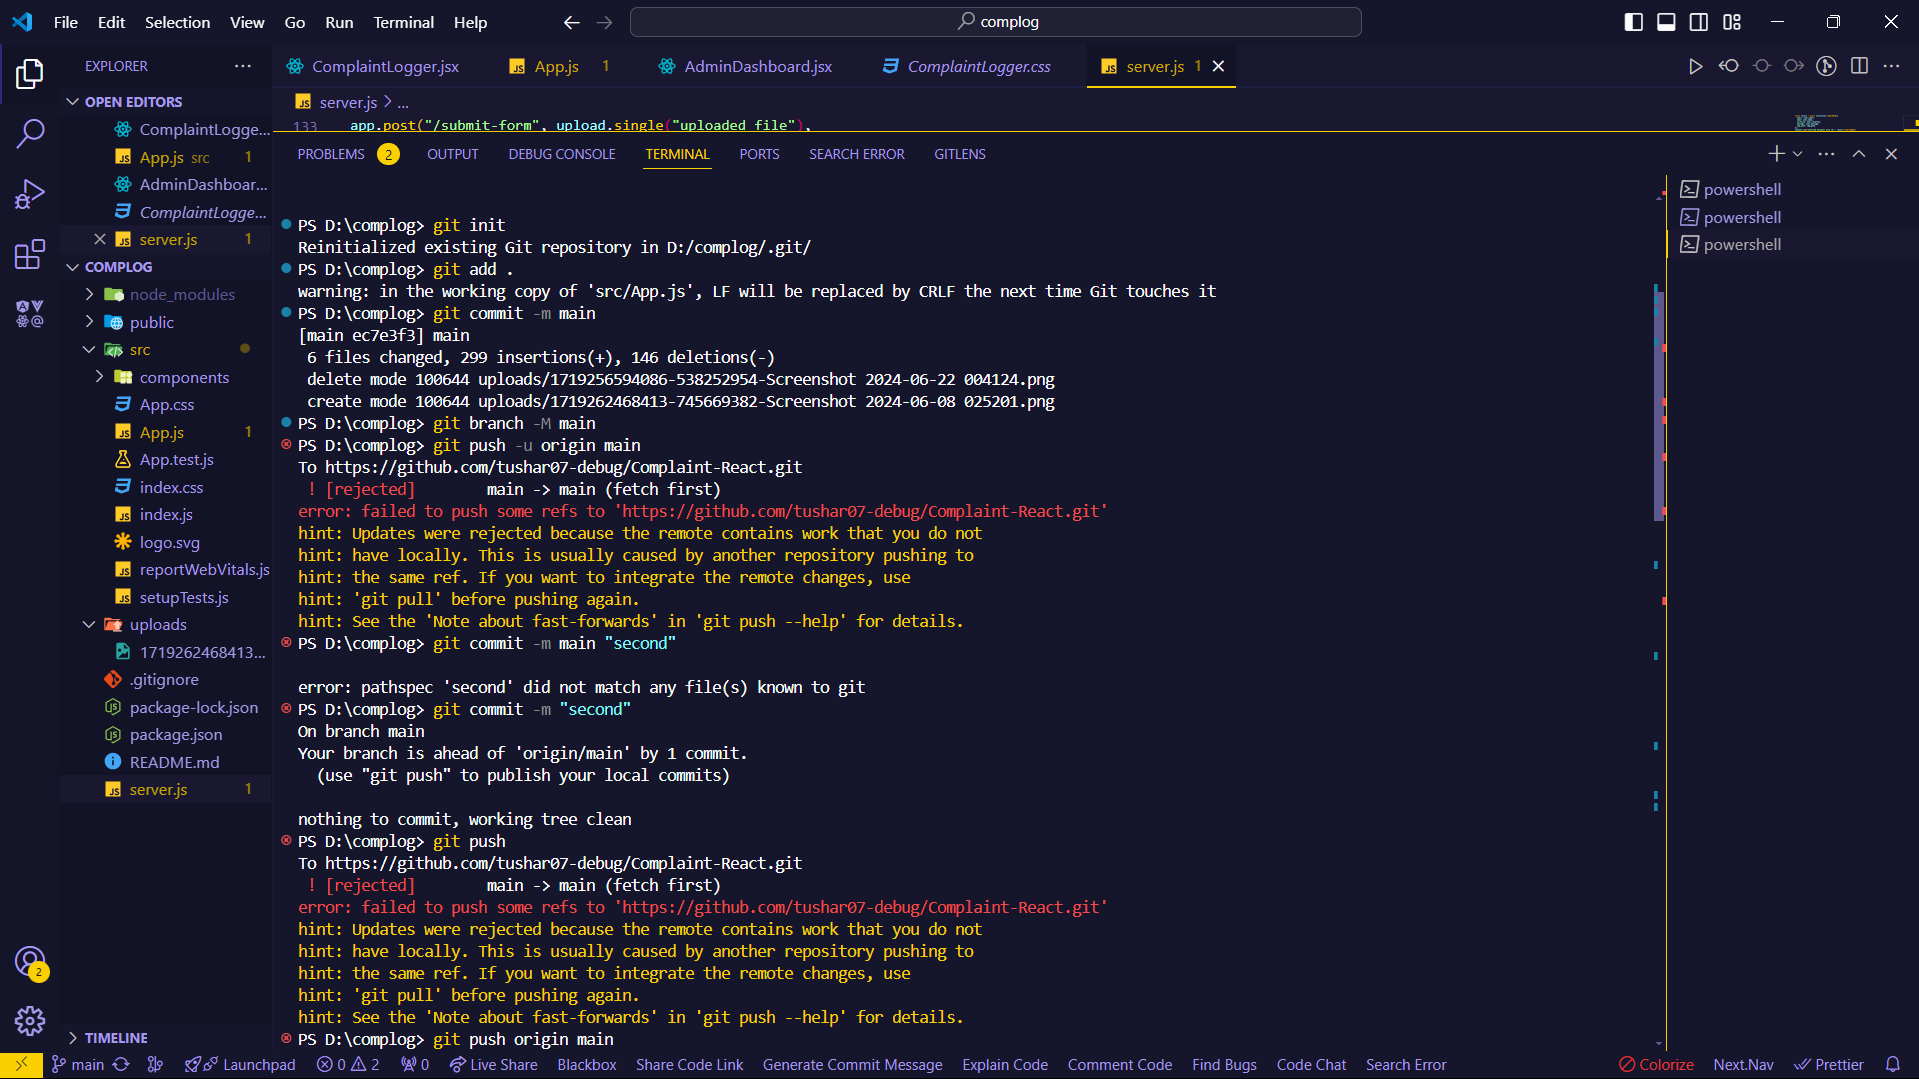 File Edit Selection View Go Run Terminal Help
complog
EXPLORER
ComplaintLogger.jsx
App.js 1
AdminDashboard.jsx
ComplaintLogger.css
server.js 1
OPEN EDITORS
ComplaintLogge...
App.js src 1
AdminDashboar...
ComplaintLogge...
server.js 1
COMPLOG
node_modules
public
src
components
App.css
App.js 1
App.test.js
index.css
index.js
logo.svg
reportWebVitals.js
setupTests.js
uploads
1719262468413...
.gitignore
package-lock.json
package.json
README.md
server.js 1
TIMELINE
server.js > ...
133 app.post("/submit-form", upload.single("uploaded_file"),
PROBLEMS 2 OUTPUT DEBUG CONSOLE TERMINAL PORTS SEARCH ERROR GITLENS
powershell
powershell
powershell
PS D:\complog> git init
Reinitialized existing Git repository in D:/complog/.git/
PS D:\complog> git add .
warning: in the working copy of 'src/App.js', LF will be replaced by CRLF the next time Git touches it
PS D:\complog> git commit -m main
[main ec7e3f3] main
6 files changed, 299 insertions(+), 146 deletions(-)
delete mode 100644 uploads/1719256594086-538252954-Screenshot 2024-06-22 004124.png
create mode 100644 uploads/1719262468413-745669382-Screenshot 2024-06-08 025201.png
PS D:\complog> git branch -M main
PS D:\complog> git push -u origin main
To https://github.com/tushar07-debug/Complaint-React.git
! [rejected] main -> main (fetch first)
error: failed to push some refs to 'https://github.com/tushar07-debug/Complaint-React.git'
hint: Updates were rejected because the remote contains work that you do not
hint: have locally. This is usually caused by another repository pushing to
hint: the same ref. If you want to integrate the remote changes, use
hint: 'git pull' before pushing again.
hint: See the 'Note about fast-forwards' in 'git push --help' for details.
PS D:\complog> git commit -m main "second"
error: pathspec 'second' did not match any file(s) known to git
PS D:\complog> git commit -m "second"
On branch main
Your branch is ahead of 'origin/main' by 1 commit.
(use "git push" to publish your local commits)
nothing to commit, working tree clean
PS D:\complog> git push
To https://github.com/tushar07-debug/Complaint-React.git
! [rejected] main -> main (fetch first)
error: failed to push some refs to 'https://github.com/tushar07-debug/Complaint-React.git'
hint: Updates were rejected because the remote contains work that you do not
hint: have locally. This is usually caused by another repository pushing to
hint: the same ref. If you want to integrate the remote changes, use
hint: 'git pull' before pushing again.
hint: See the 'Note about fast-forwards' in 'git push --help' for details.
PS D:\complog> git push origin main
2
main Launchpad 0 2 0 Live Share Blackbox Share Code Link Generate Commit Message Explain Code Comment Code Find Bugs Code Chat Search Error Colorize Next.Nav Prettier